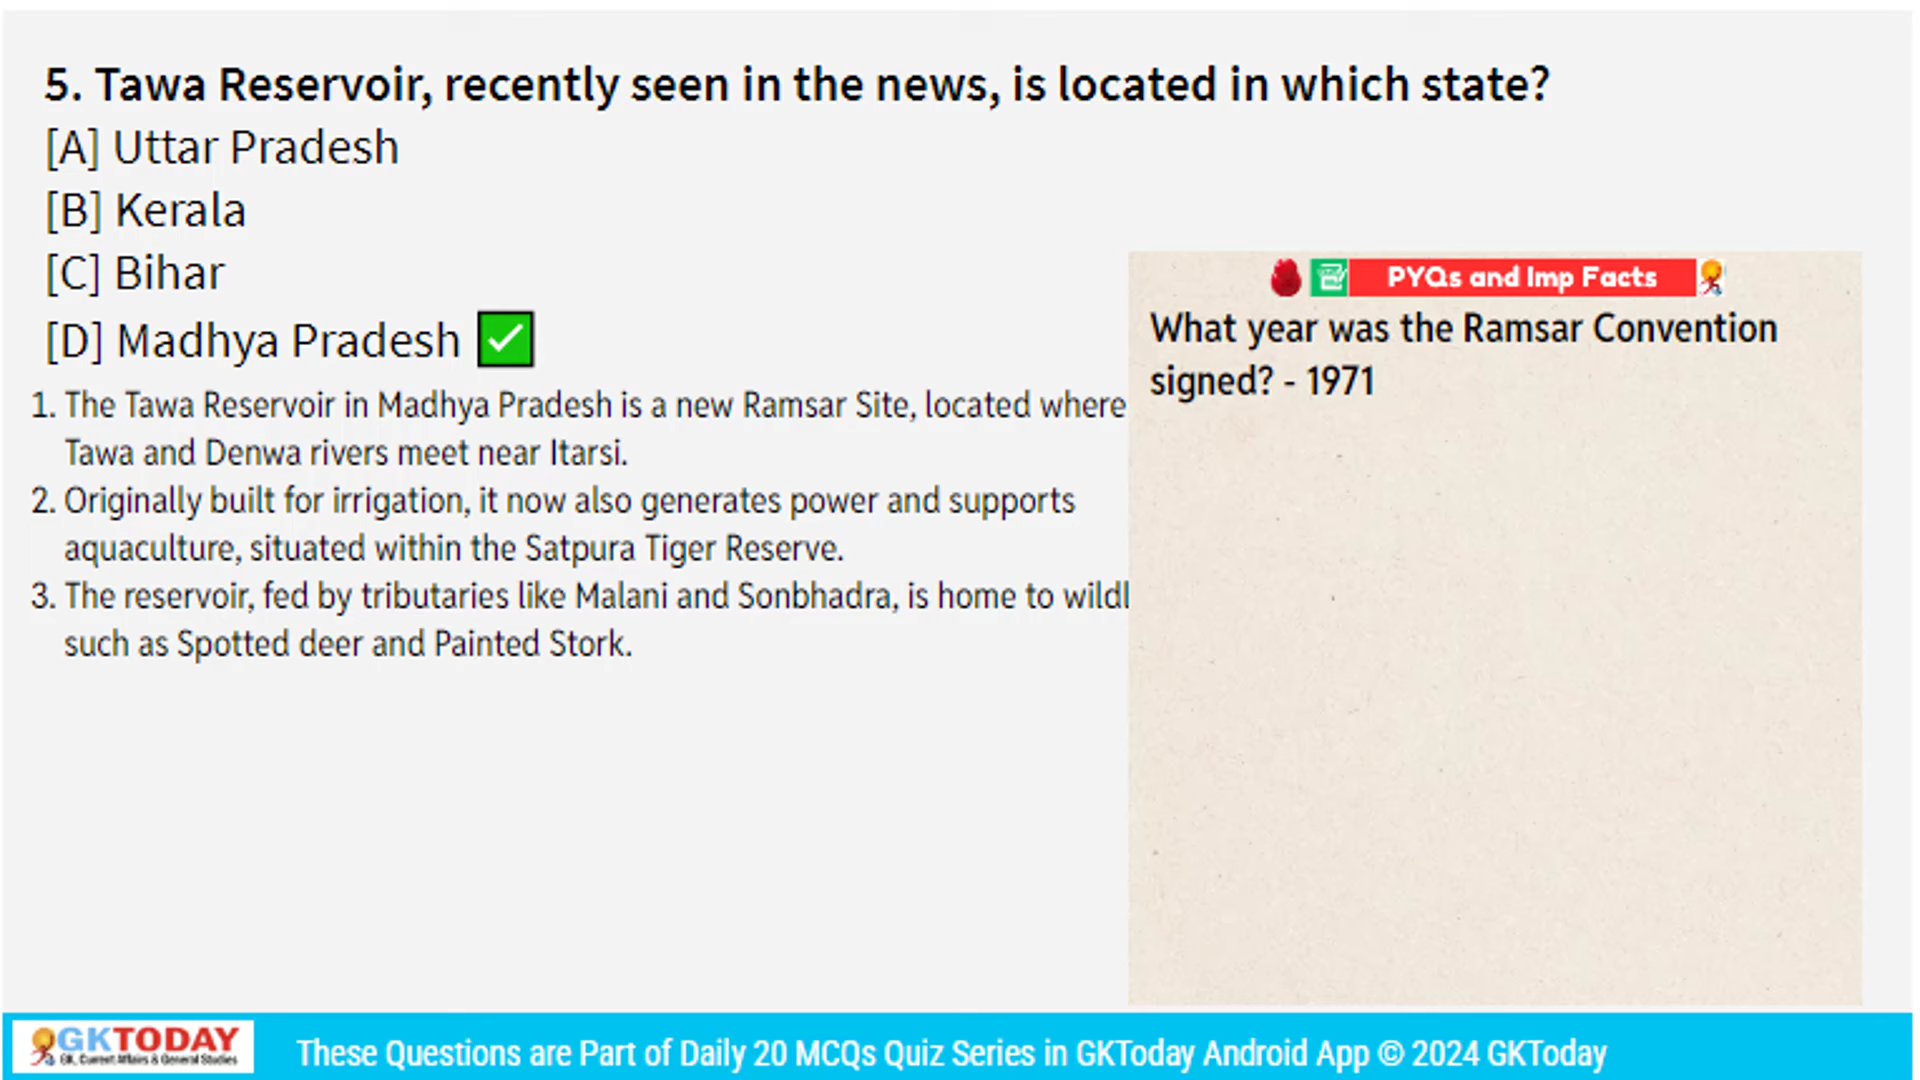 5. Tawa Reservoir, recently seen in the news, is located in which state?
[A] Uttar Pradesh
[B] Kerala
[C] Bihar
[D] Madhya Pradesh
1. The Tawa Reservoir in Madhya Pradesh is a new Ramsar Site, located where
Tawa and Denwa rivers meet near Itarsi.
2. Originally built for irrigation, it now also generates power and supports
aquaculture, situated within the Satpura Tiger Reserve.
3. The reservoir, fed by tributaries like Malani and Sonbhadra, is home to wildl
such as Spotted deer and Painted Stork.
PYQs and Imp Facts
What year was the Ramsar Convention
signed? - 1971
GKTODAY
GK, Current Affairs & General Studies
These Questions are Part of Daily 20 MCQs Quiz Series in GKToday Android App © 2024 GKToday